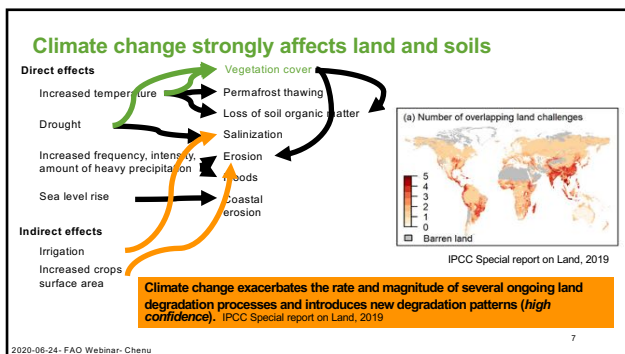 Climate change strongly affects land and soils
Direct effects
Increased temperature
Drought
Increased frequency, intensity,
amount of heavy precipitation
Sea level rise
Indirect effects
Irrigation
Increased crops
surface area
Vegetation cover
Permafrost thawing
Loss of soil organic matter
Salinization
Erosion
Floods
Coastal
erosion
(a) Number of overlapping land challenges
5
4
3
2
1
0
Barren land
IPCC Special report on Land, 2019
Climate change exacerbates the rate and magnitude of several ongoing land
degradation processes and introduces new degradation patterns (high
confidence). IPCC Special report on Land, 2019
7
2020-06-24- FAO Webinar- Chenu